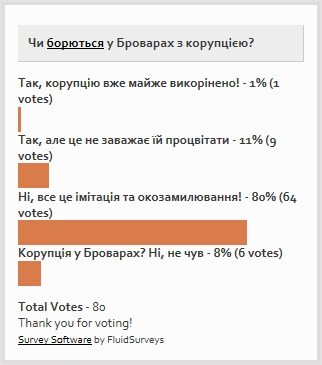 Чи борються у Броварах з корупцією?
Так, корупцію вже майже викорінено! - 1% (1
votes)
Так, але це не заважає їй процвітати - 11% (9
votes)
Ні, все це імітація та окозамилювання! - 80% (64
votes)
Корупція у Броварах? Ні, не чув - 8% (6 votes)
Total Votes - 80
Thank you for voting!
Survey Software by FluidSurveys